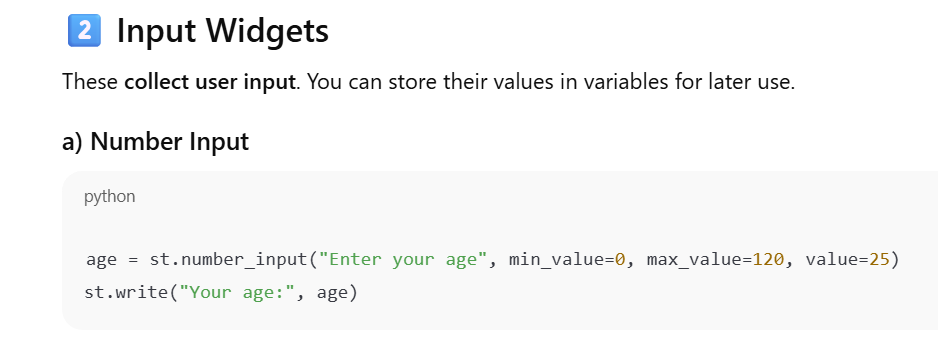 2 Input Widgets
These collect user input. You can store their values in variables for later use.
a) Number Input
python
age = st.number_input("Enter your age", min_value=0, max_value=120, value=25)
st.write("Your age:", age)